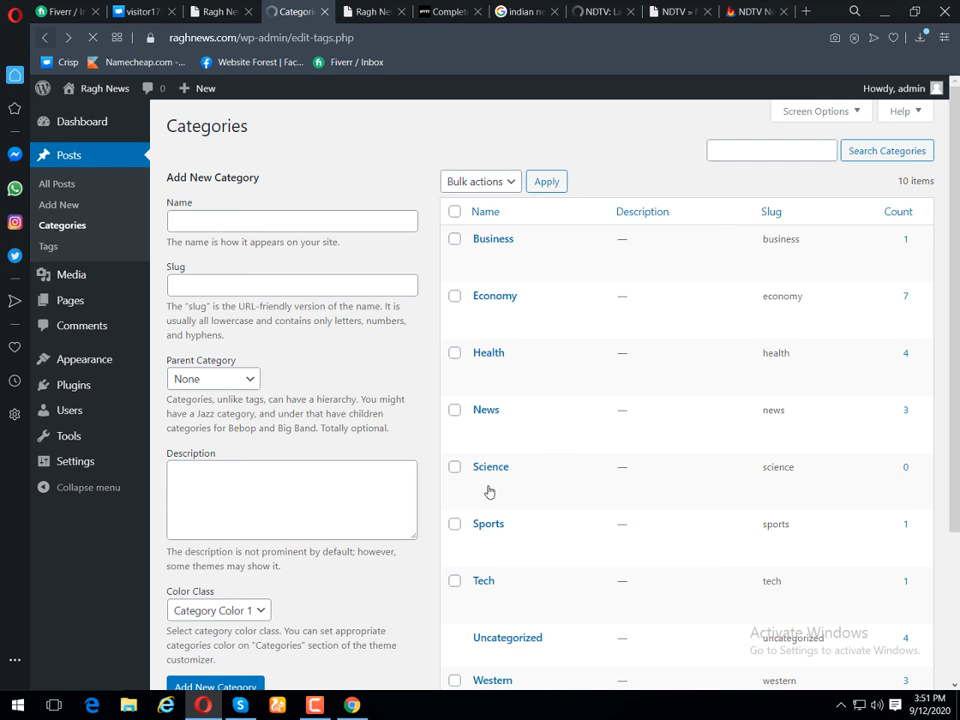 Fiverr / In
visitor17
Ragh News
Categorie
Ragh Ne
Complet
indian ne
NDTV: La
NDTV »
NDTV Ne
raghnews.com/wp-admin/edit-tags.php
Crisp
Namecheap.com -...
Website Forest | Fac...
Fiverr / Inbox
Ragh News
0
New
Howdy, admin
Dashboard
Posts
All Posts
Add New
Categories
Tags
Media
Pages
Comments
Appearance
Plugins
Users
Tools
Settings
Collapse menu
Categories
Screen Options
Help
Search Categories
Add New Category
Name
The name is how it appears on your site.
Slug
The “slug” is the URL-friendly version of the name. It is
usually all lowercase and contains only letters, numbers,
and hyphens.
Parent Category
None
Categories, unlike tags, can have a hierarchy. You might
have a Jazz category, and under that have children
categories for Bebop and Big Band. Totally optional.
Description
The description is not prominent by default; however,
some themes may show it.
Color Class
Category Color 1
Select category color class. You can set appropriate
categories color on "Categories" section of the theme
customizer.
Add New Category
Bulk actions
Apply
10 items
Name Description Slug Count
Business — business 1
Economy — economy 7
Health — health 4
News — news 3
Science — science 0
Sports — sports 1
Tech — tech 1
Uncategorized — uncategorized 4
Western — western 3
Activate Windows
Go to Settings to activate Windows.
3:51 PM
9/12/2020